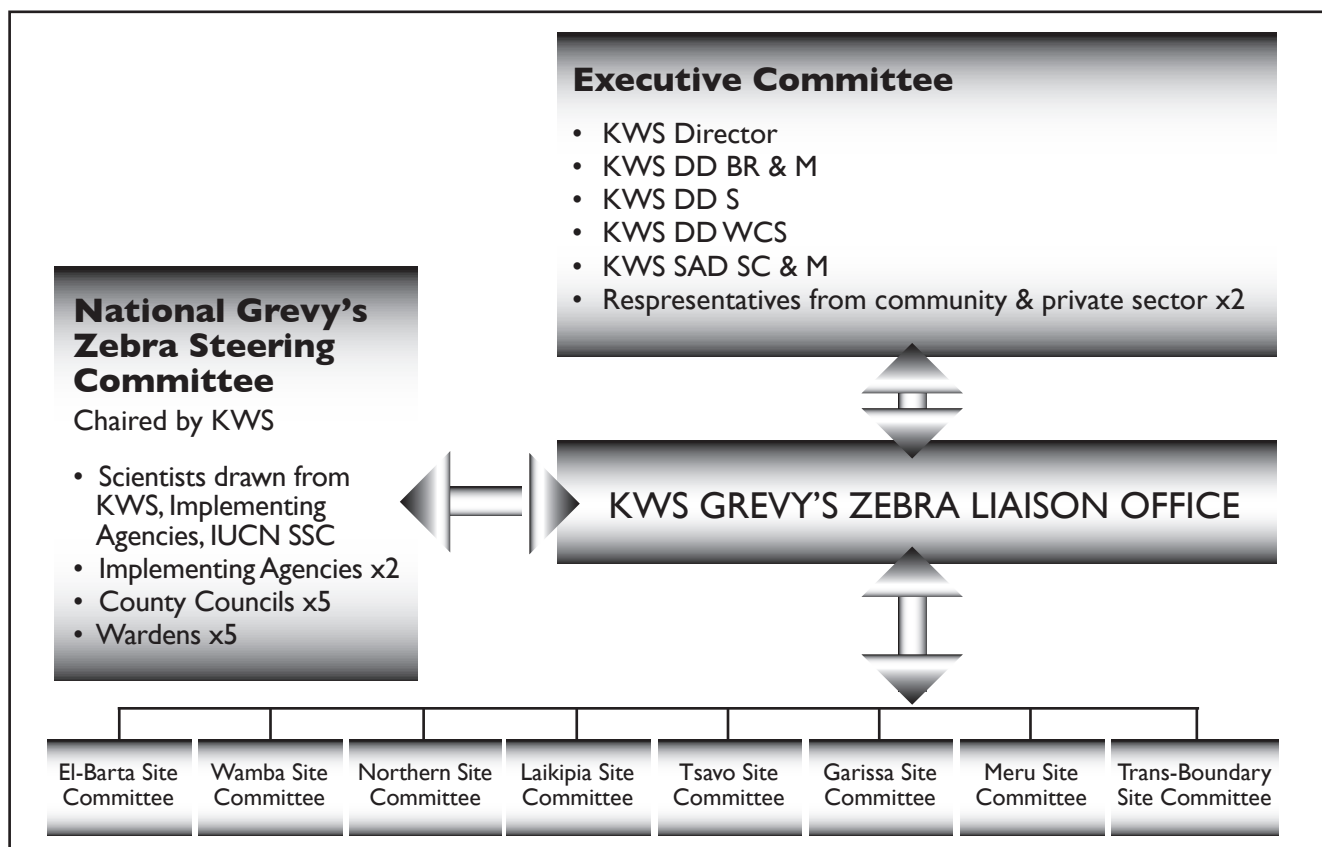 Executive Committee
• KWS Director
• KWS DD BR & M
• KWS DD S
• KWS DD WCS
• KWS SAD SC & M
• Respresentatives from community & private sector x2
National Grevy's
Zebra Steering
Committee
Chaired by KWS
• Scientists drawn from
KWS, Implementing
Agencies, IUCN SSC
• Implementing Agencies x2
• County Councils x5
• Wardens x5
KWS GREVY'S ZEBRA LIAISON OFFICE
El-Barta Site
Committee
Wamba Site
Committee
Northern Site
Committee
Laikipia Site
Committee
Tsavo Site
Committee
Garissa Site
Committee
Meru Site
Committee
Trans-Boundary
Site Committee